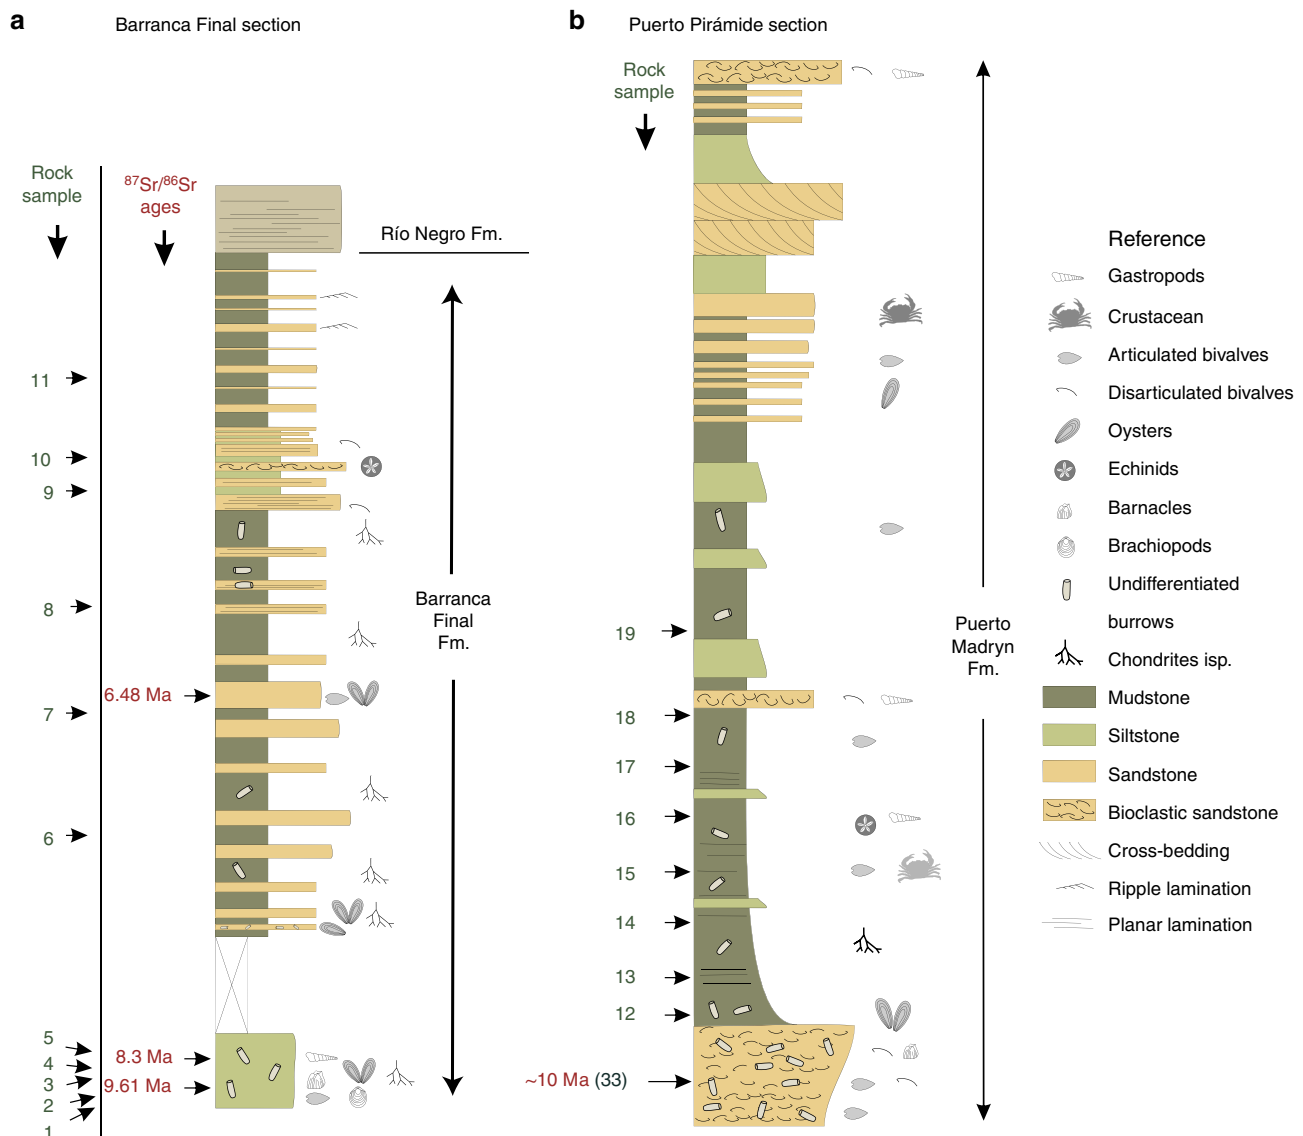 a
Barranca Final section
Rock
sample
87Sr/86Sr
ages
Río Negro Fm.
11
10
9
8
6.48 Ma
7
6
Barranca
Final
Fm.
5
4
3
2
1
8.3 Ma
9.61 Ma
b
Puerto Pirámide section
Rock
sample
19
18
17
16
15
14
13
12
~10 Ma (33)
Puerto
Madryn
Fm.
Reference
Gastropods
Crustacean
Articulated bivalves
Disarticulated bivalves
Oysters
Echinids
Barnacles
Brachiopods
Undifferentiated
burrows
Chondrites isp.
Mudstone
Siltstone
Sandstone
Bioclastic sandstone
Cross-bedding
Ripple lamination
Planar lamination